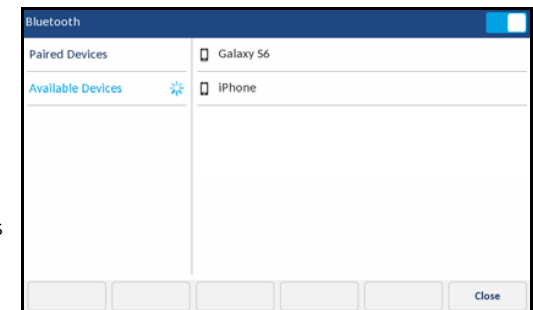 Bluetooth
Paired Devices
Galaxy S6
Available Devices
iPhone
s
Close